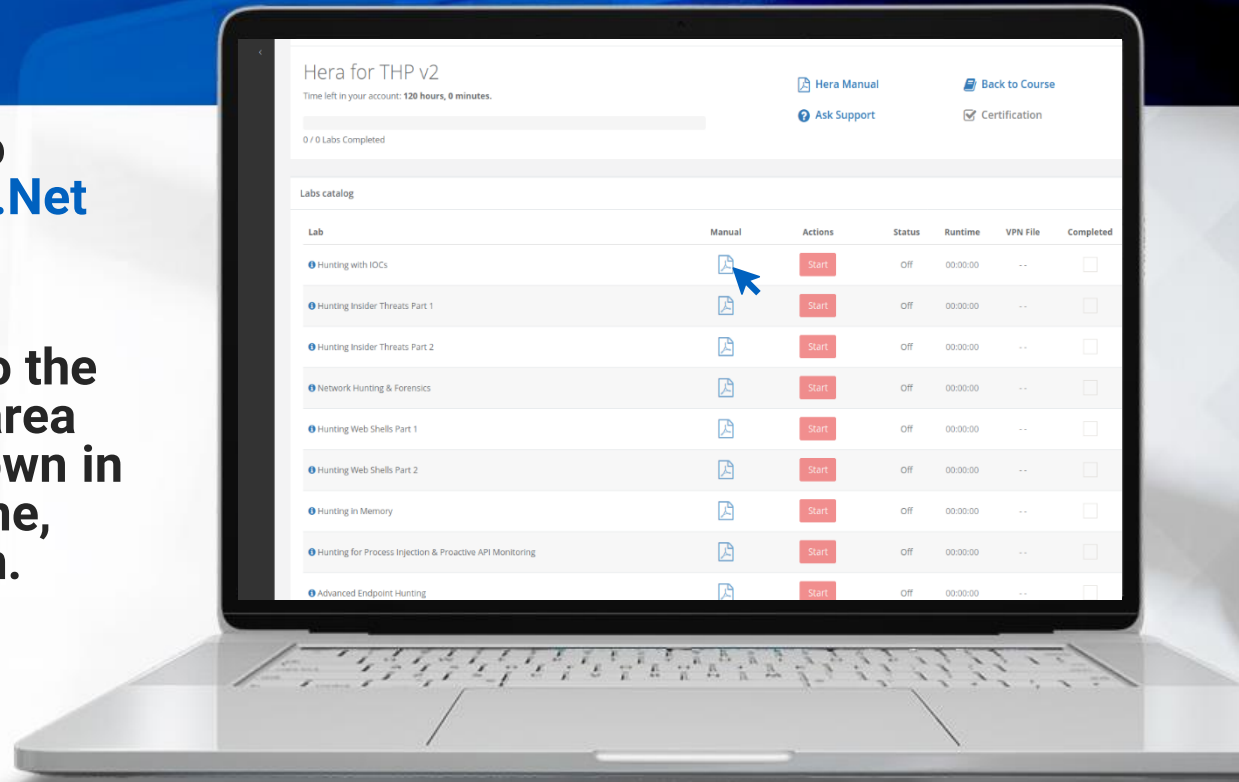 o
.Net
o the
area
own in
ne,
n.
Hera for THP v2
Time left in your account: 120 hours, 0 minutes.
0 / 0 Labs Completed
Hera Manual
Back to Course
Ask Support
Certification
Labs catalog
Lab Manual Actions Status Runtime VPN File Completed
Hunting with IOCs Start Off 00:00:00 --
Hunting Insider Threats Part 1 Start Off 00:00:00 --
Hunting Insider Threats Part 2 Start Off 00:00:00 --
Network Hunting & Forensics Start Off 00:00:00 --
Hunting Web Shells Part 1 Start Off 00:00:00 --
Hunting Web Shells Part 2 Start Off 00:00:00 --
Hunting in Memory Start Off 00:00:00 --
Hunting for Process Injection & Proactive API Monitoring Start Off 00:00:00 --
Advanced Endpoint Hunting Start Off 00:00:00 --